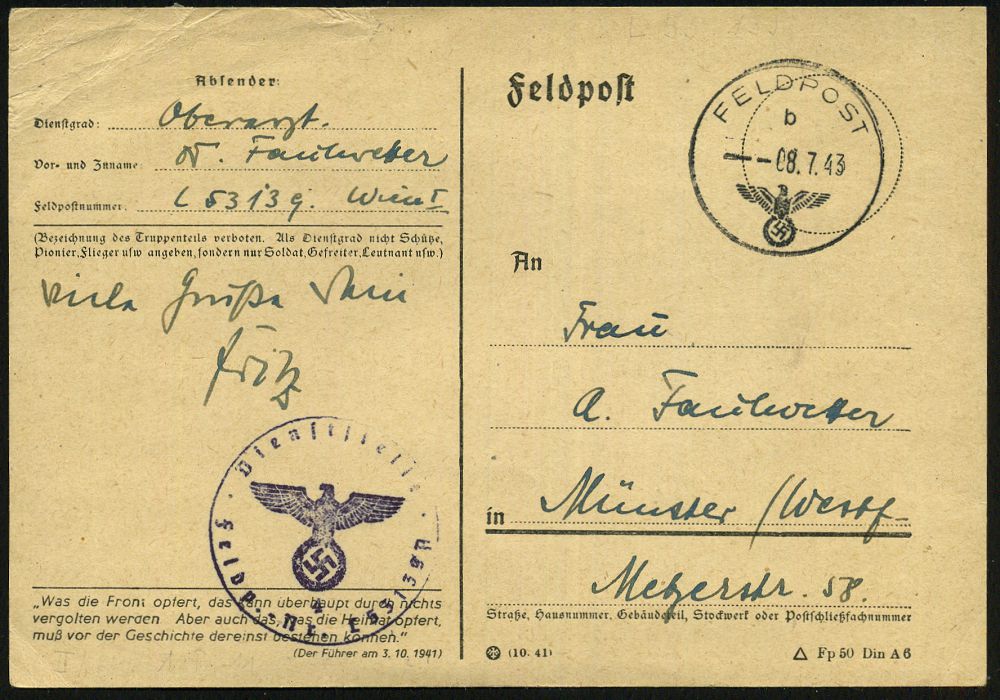 Absender:
Dienstgrad: Oberarzt.
Vor- und Zuname: Dr. Faulwetter
Feldpostnummer: L 53139. Wien I
(Bezeichnung des Truppenteils verboten. Als Dienstgrad nicht Schütze,
Pionier, Flieger usw angeben, sondern nur Soldat, Gefreiter, Leutnant usw.)
viele Grüße Dein
Fritz
Dienststelle
Feldp.-Nr. L 53139
„Was die Front opfert, das kann überhaupt durch nichts
vergolten werden. Aber auch das, was die Heimat opfert,
muß vor der Geschichte dereinst bestehen können.“
(Der Führer am 3. 10. 1941)
Feldpost
FELDPOST
b
-- 08. 7. 43
An
Frau
A. Faulwetter
in Münster (Westf
Metzerstr. 58.
Straße, Hausnummer, Gebäudeteil, Stockwerk oder Postschließfachnummer
(10. 41)
Fp 50 Din A 6